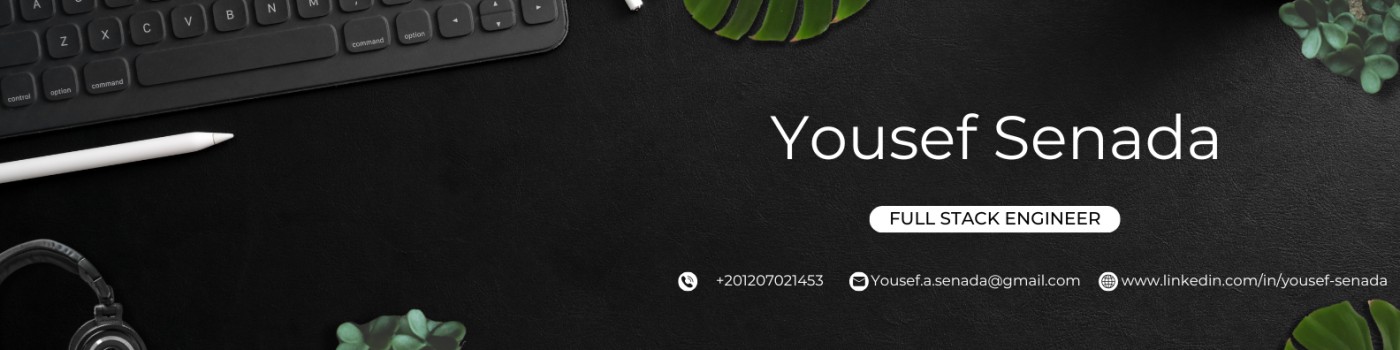 A S C V B N M
Z X C V B N M
command option
control option command
Yousef Senada
FULL STACK ENGINEER
+201207021453 Yousef.a.senada@gmail.com www.linkedin.com/in/yousef-senada